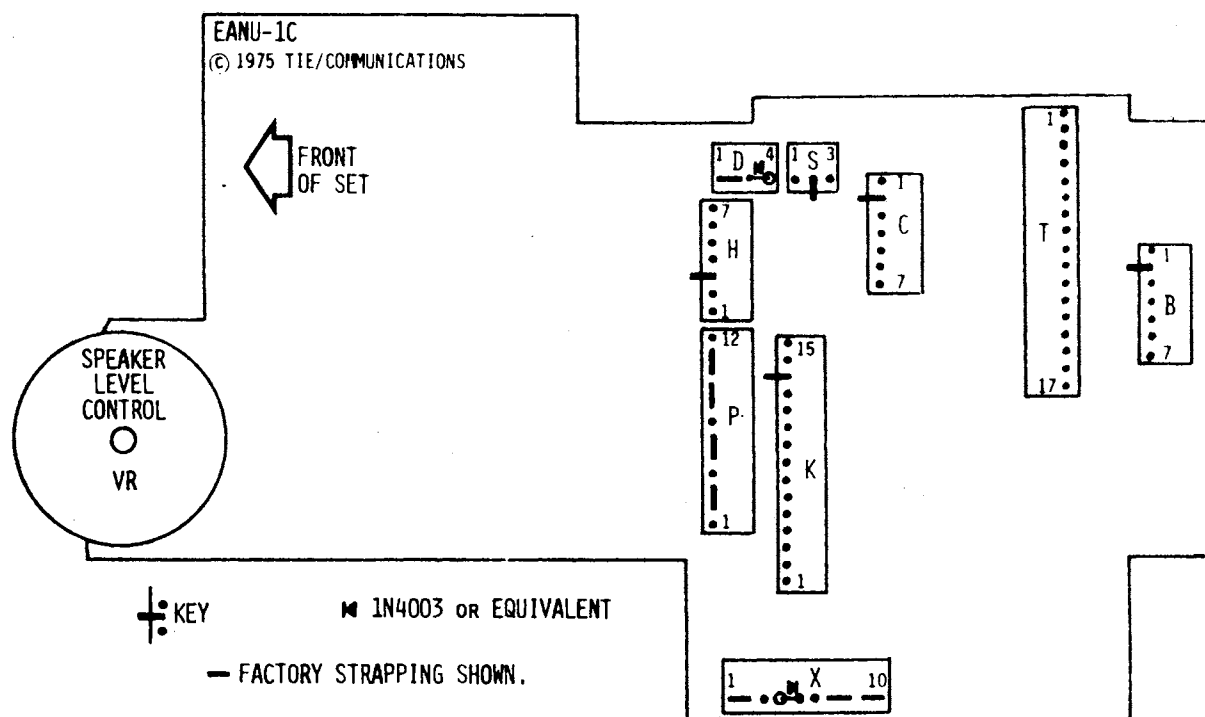 EANU-1C
© 1975 TIE/COMMUNICATIONS
FRONT
OF SET
1 D 4
1 S 3
1
C
7
1
T
17
1
B
7
7
H
1
12
P
1
15
K
1
SPEAKER
LEVEL
CONTROL
VR
KEY
1N4003 OR EQUIVALENT
FACTORY STRAPPING SHOWN.
1 X 10